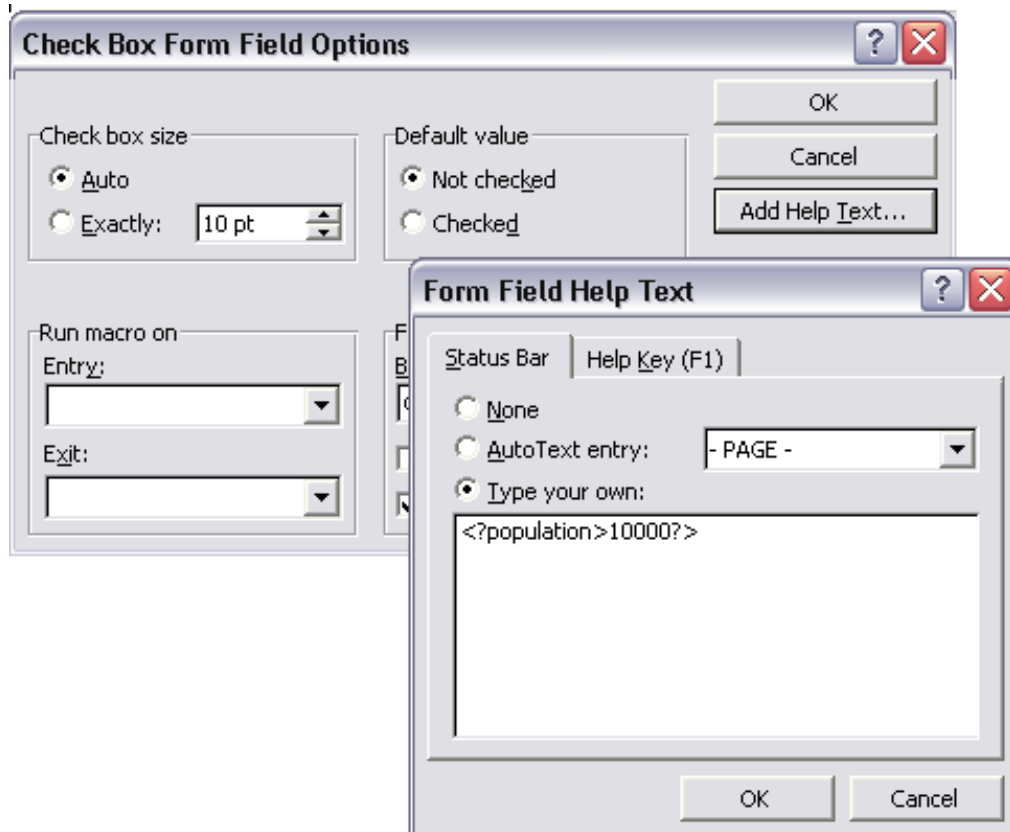 Check Box Form Field Options
OK
Cancel
Add Help Text...
Check box size
Auto
Exactly: 10 pt
Default value
Not checked
Checked
Run macro on
Entry:
Exit:
Form Field Help Text
Status Bar
Help Key (F1)
None
AutoText entry: - PAGE -
Type your own:
<?population>10000?>
OK
Cancel